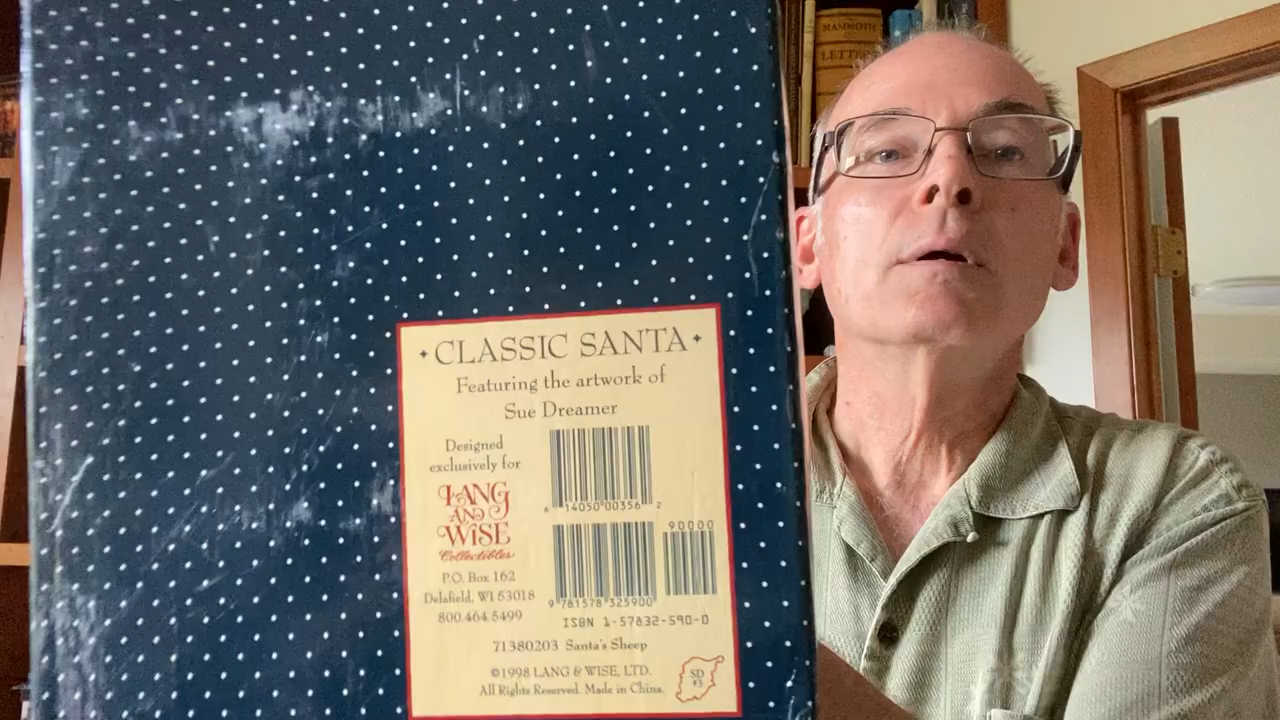 MAMMOTH
LETTERS
CLASSIC SANTA
Featuring the artwork of
Sue Dreamer
Designed
exclusively for
LANG
AND
WISE
Collectibles
P.O. Box 162
Delafield, WI 53018
800.464.5499
6 14050 00356 2
90000
9 781578 325900
ISBN 1-57832-590-0
71380203 Santa's Sheep
©1998 LANG & WISE, LTD.
All Rights Reserved. Made in China.
SD
#3